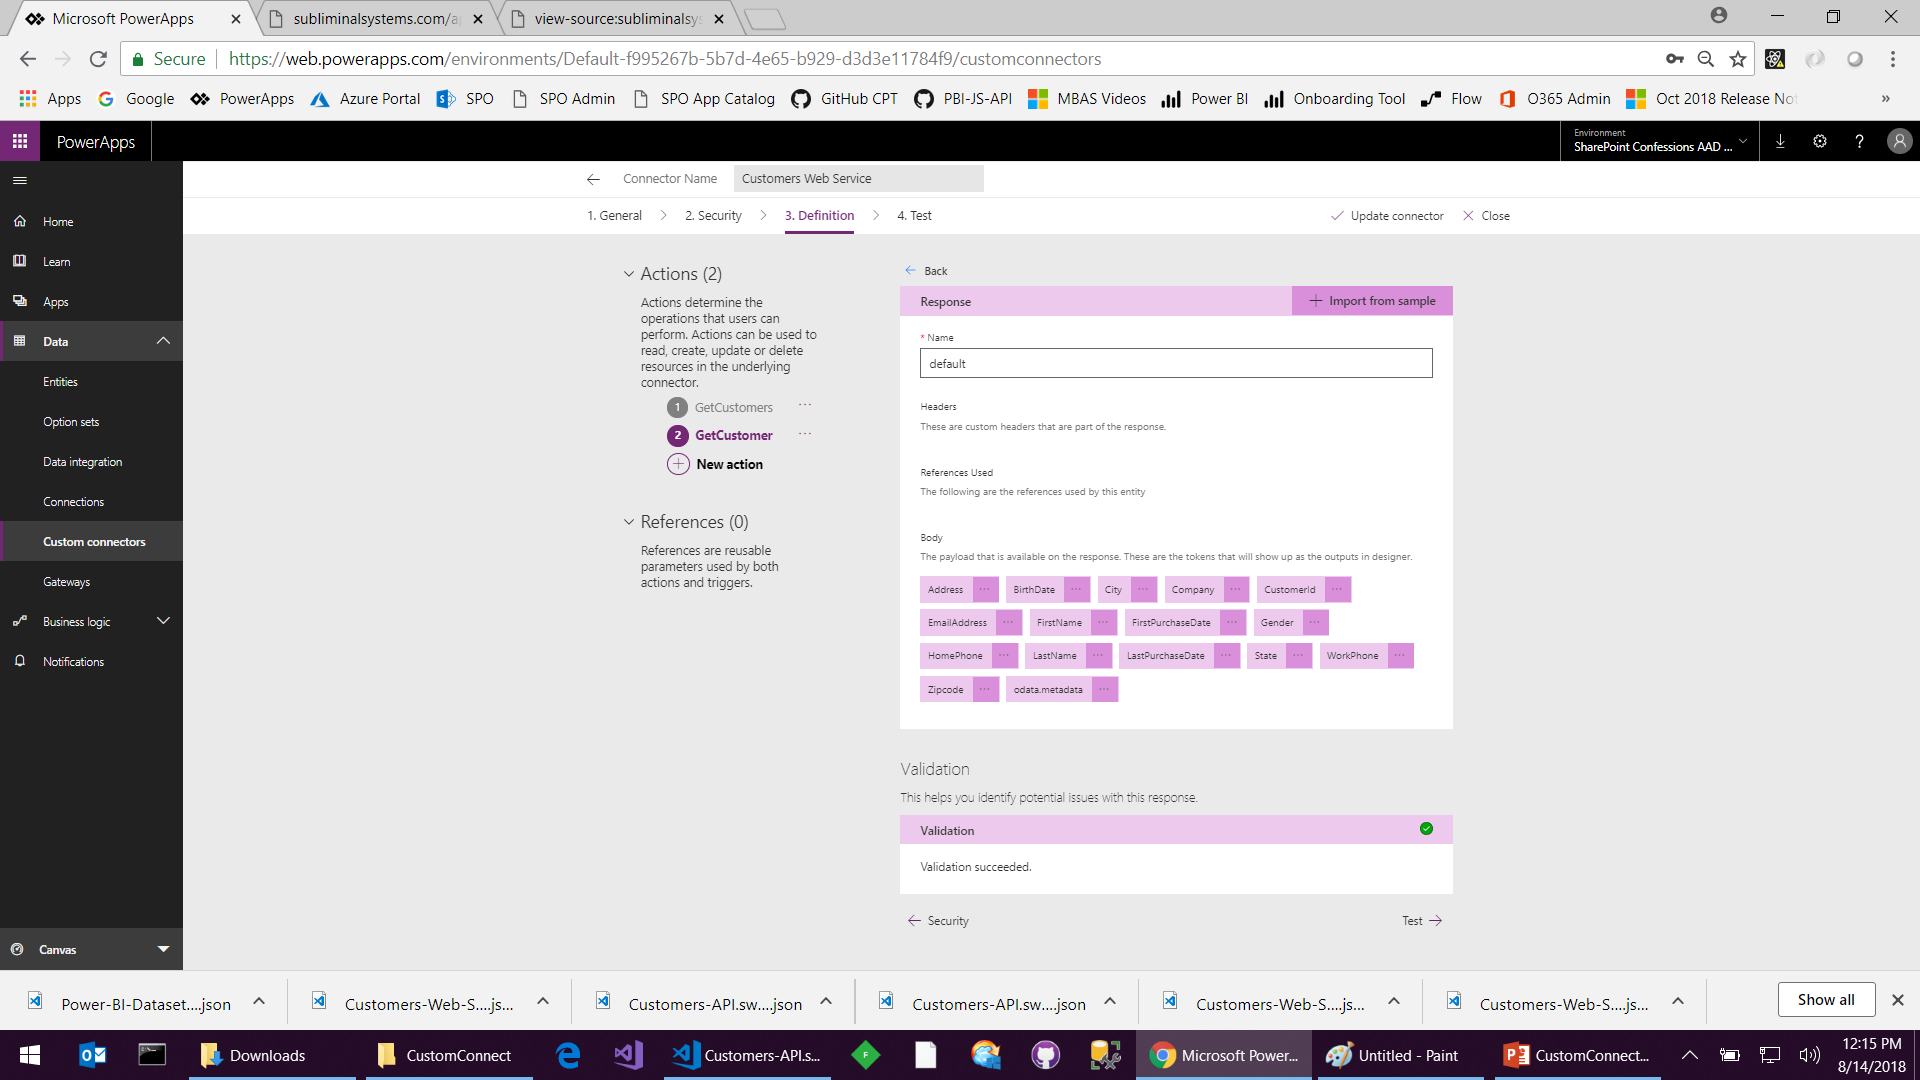 Microsoft PowerApps
subliminalsystems.com/a
view-source:subliminalsys
Secure
https://web.powerapps.com/environments/Default-f995267b-5b7d-4e65-b929-d3d3e11784f9/customconnectors
Apps
Google
PowerApps
Azure Portal
SPO
SPO Admin
SPO App Catalog
GitHub CPT
PBI-JS-API
MBAS Videos
Power BI
Onboarding Tool
Flow
O365 Admin
Oct 2018 Release Not
»
PowerApps
Environment
SharePoint Confessions AAD ...
?
Connector Name
Customers Web Service
1. General
2. Security
3. Definition
4. Test
Update connector
Close
Home
Learn
Apps
Data
Entities
Option sets
Data integration
Connections
Custom connectors
Gateways
Business logic
Notifications
Canvas
Actions (2)
Actions determine the
operations that users can
perform. Actions can be used to
read, create, update or delete
resources in the underlying
connector.
1 GetCustomers ...
2 GetCustomer ...
New action
References (0)
References are reusable
parameters used by both
actions and triggers.
Back
Response
Import from sample
* Name
default
Headers
These are custom headers that are part of the response.
References Used
The following are the references used by this entity
Body
The payload that is available on the response. These are the tokens that will show up as the outputs in designer.
Address ... BirthDate ... City ... Company ... CustomerId ...
EmailAddress ... FirstName ... FirstPurchaseDate ... Gender ...
HomePhone ... LastName ... LastPurchaseDate ... State ... WorkPhone ...
Zipcode ... odata.metadata ...
Validation
This helps you identify potential issues with this response.
Validation
Validation succeeded.
Security
Test
Power-BI-Dataset....json
Customers-Web-S....js...
Customers-API.sw....json
Customers-API.sw....json
Customers-Web-S....js...
Customers-Web-S....js...
Show all
Downloads
CustomConnect
Customers-API.s...
Microsoft Power...
Untitled - Paint
CustomConnect...
12:15 PM
8/14/2018